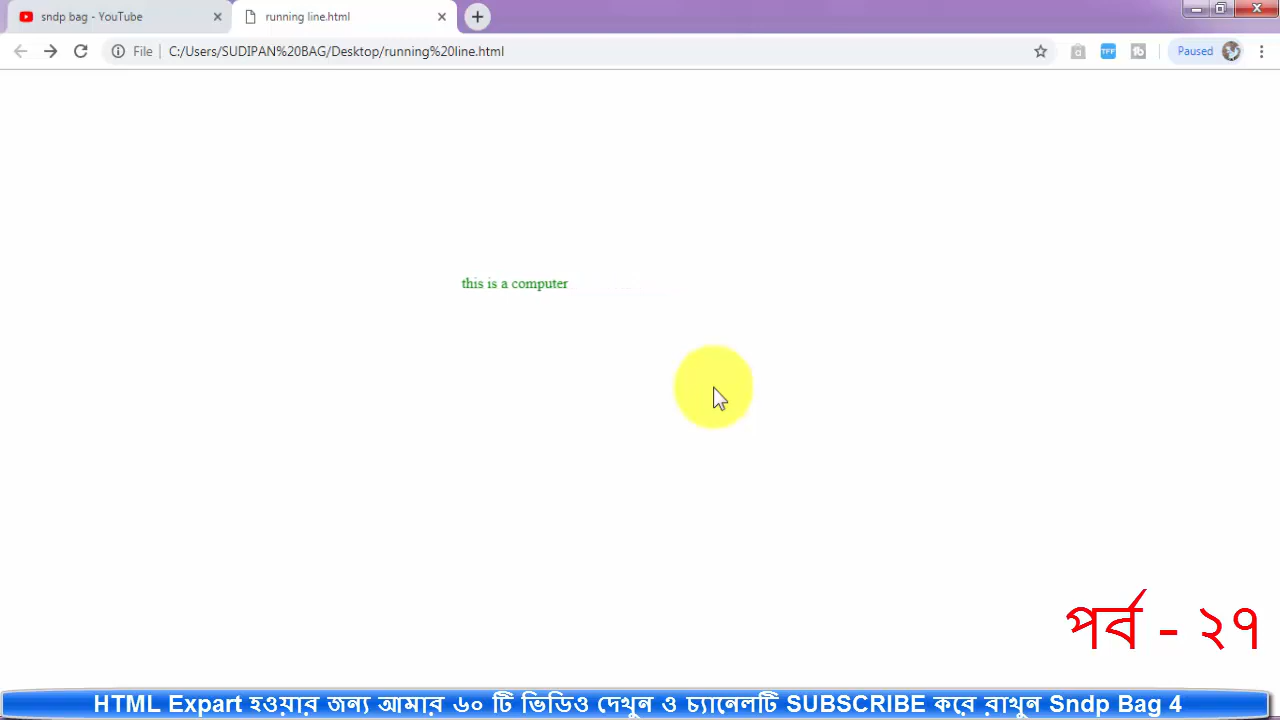 sndp bag - YouTube
running line.html
File
C:/Users/SUDIPAN%20BAG/Desktop/running%20line.html
TFF
Paused
this is a computer
পর্ব - ২৭
HTML Expart হওয়ার জন্য আমার ৬০ টি ভিডিও দেখুন ও চ্যানেলটি SUBSCRIBE করে রাখুন Sndp Bag 4